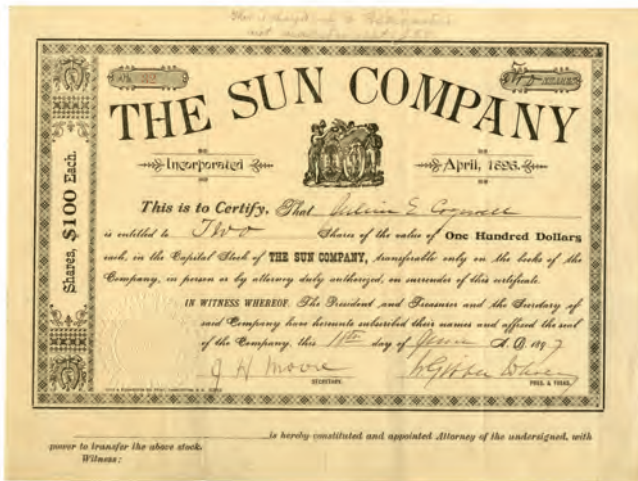 No. 32
SHARES
THE SUN COMPANY
Incorporated
April, 1896.
Shares, $100 Each.
This is to Certify, That E Cogswell
is entitled to Two Shares of the value of One Hundred Dollars
each, in the Capital Stock of THE SUN COMPANY, transferable only on the books of the
Company, in person or by attorney duly authorized, on surrender of this certificate.
IN WITNESS WHEREOF, The President and Treasurer and the Secretary of
said Company have hereunto subscribed their names and affixed the seal
of the Company, this day of June A.D. 1897
J H Moore
SECRETARY.
PRES. & TREAS.
is hereby constituted and appointed Attorney of the undersigned, with
power to transfer the above stock.
Witness: